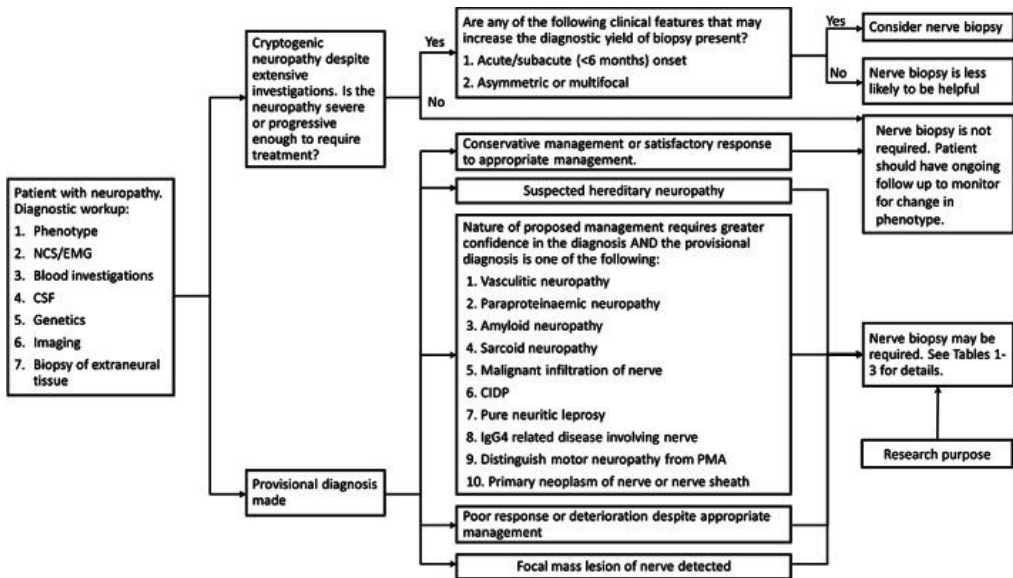 Patient with neuropathy.
Diagnostic workup:
1. Phenotype
2. NCS/EMG
3. Blood investigations
4. CSF
5. Genetics
6. Imaging
7. Biopsy of extraneural
tissue
Cryptogenic
neuropathy despite
extensive
investigations. Is the
neuropathy severe
or progressive
enough to require
treatment?
Provisional diagnosis
made
Yes
No
Are any of the following clinical features that may
increase the diagnostic yield of biopsy present?
1. Acute/subacute (<6 months) onset
2. Asymmetric or multifocal
Yes
No
Consider nerve biopsy
Nerve biopsy is less
likely to be helpful
Conservative management or satisfactory response
to appropriate management.
Nerve biopsy is not
required. Patient
should have ongoing
follow up to monitor
for change in
phenotype.
Suspected hereditary neuropathy
Nature of proposed management requires greater
confidence in the diagnosis AND the provisional
diagnosis is one of the following:
1. Vasculitic neuropathy
2. Paraproteinaemic neuropathy
3. Amyloid neuropathy
4. Sarcoid neuropathy
5. Malignant infiltration of nerve
6. CIDP
7. Pure neuritic leprosy
8. IgG4 related disease involving nerve
9. Distinguish motor neuropathy from PMA
10. Primary neoplasm of nerve or nerve sheath
Poor response or deterioration despite appropriate
management
Focal mass lesion of nerve detected
Nerve biopsy may be
required. See Tables 1-
3 for details.
Research purpose